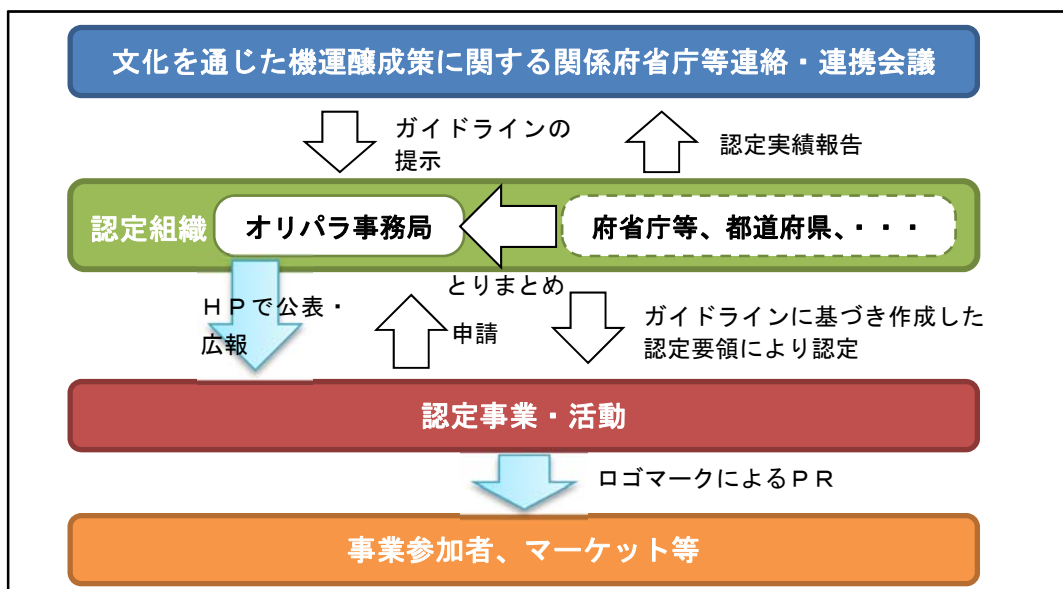 文化を通じた機運醸成策に関する関係府省庁等連絡・連携会議
ガイドラインの
提示
認定実績報告
認定組織
オリパラ事務局
府省庁等、都道府県、・・・
とりまとめ
ＨＰで公表・
広報
申請
ガイドラインに基づき作成した
認定要領により認定
認定事業・活動
ロゴマークによるＰＲ
事業参加者、マーケット等